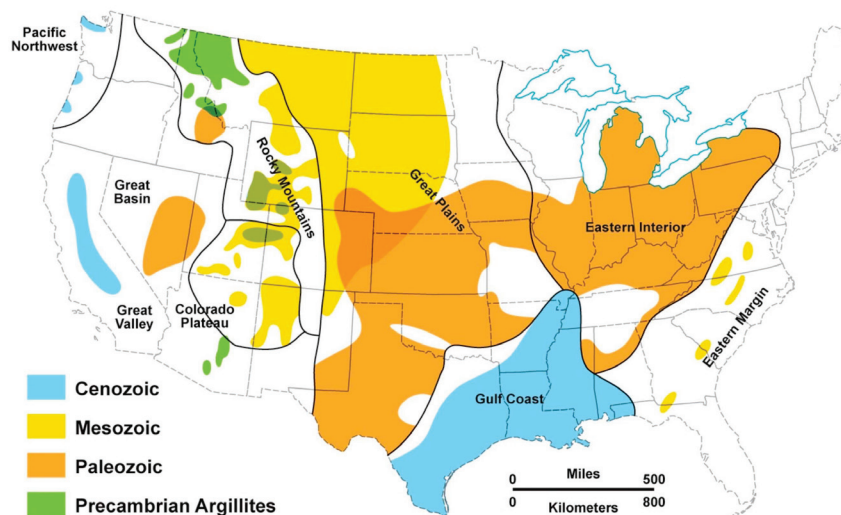 Pacific
Northwest
Rocky Mountains
Great Plains
Great
Basin
Eastern Interior
Great
Valley
Colorado
Plateau
Eastern Margin
Gulf Coast
Cenozoic
Mesozoic
Paleozoic
Precambrian Argillites
0 Miles 500
0 Kilometers 800